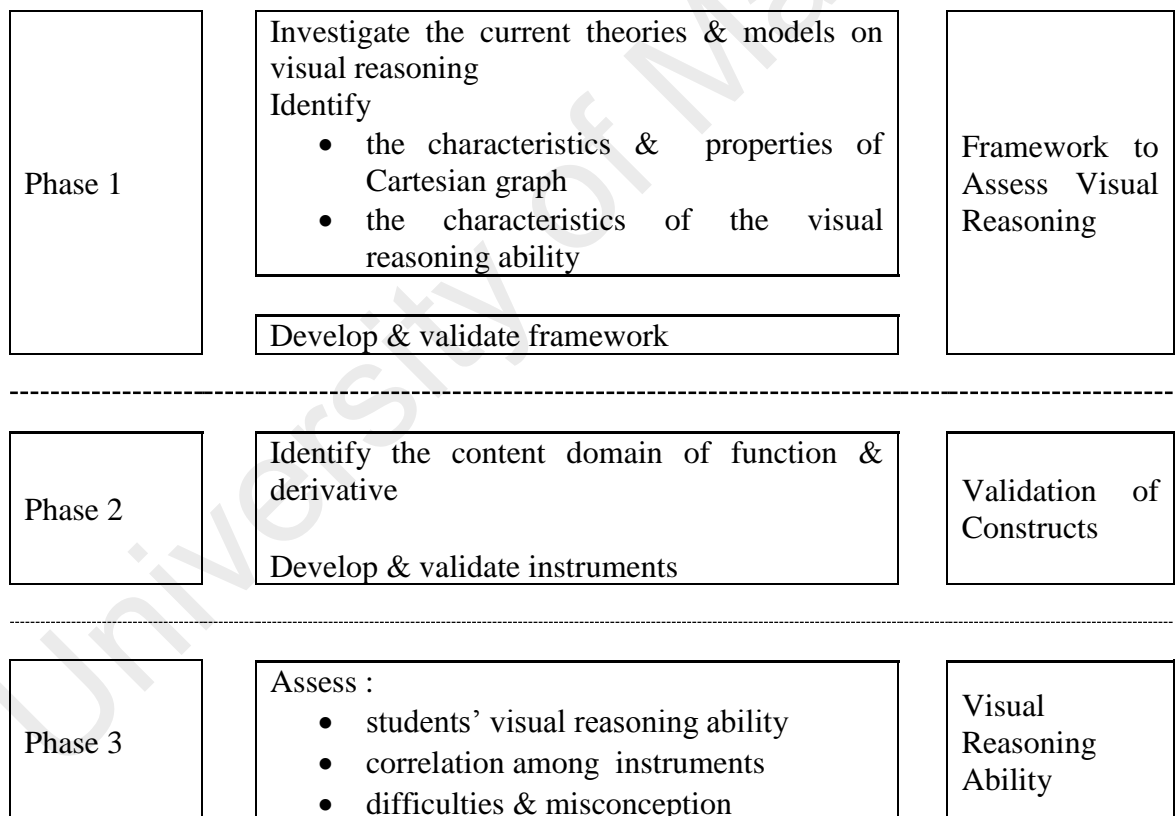 Phase 1
Investigate the current theories & models on
visual reasoning
Identify
• the characteristics & properties of
Cartesian graph
• the characteristics of the visual
reasoning ability
Develop & validate framework
Framework to
Assess Visual
Reasoning
Phase 2
Identify the content domain of function &
derivative
Develop & validate instruments
Validation of
Constructs
Phase 3
Assess :
• students’ visual reasoning ability
• correlation among instruments
• difficulties & misconception
Visual
Reasoning
Ability
University of Ma